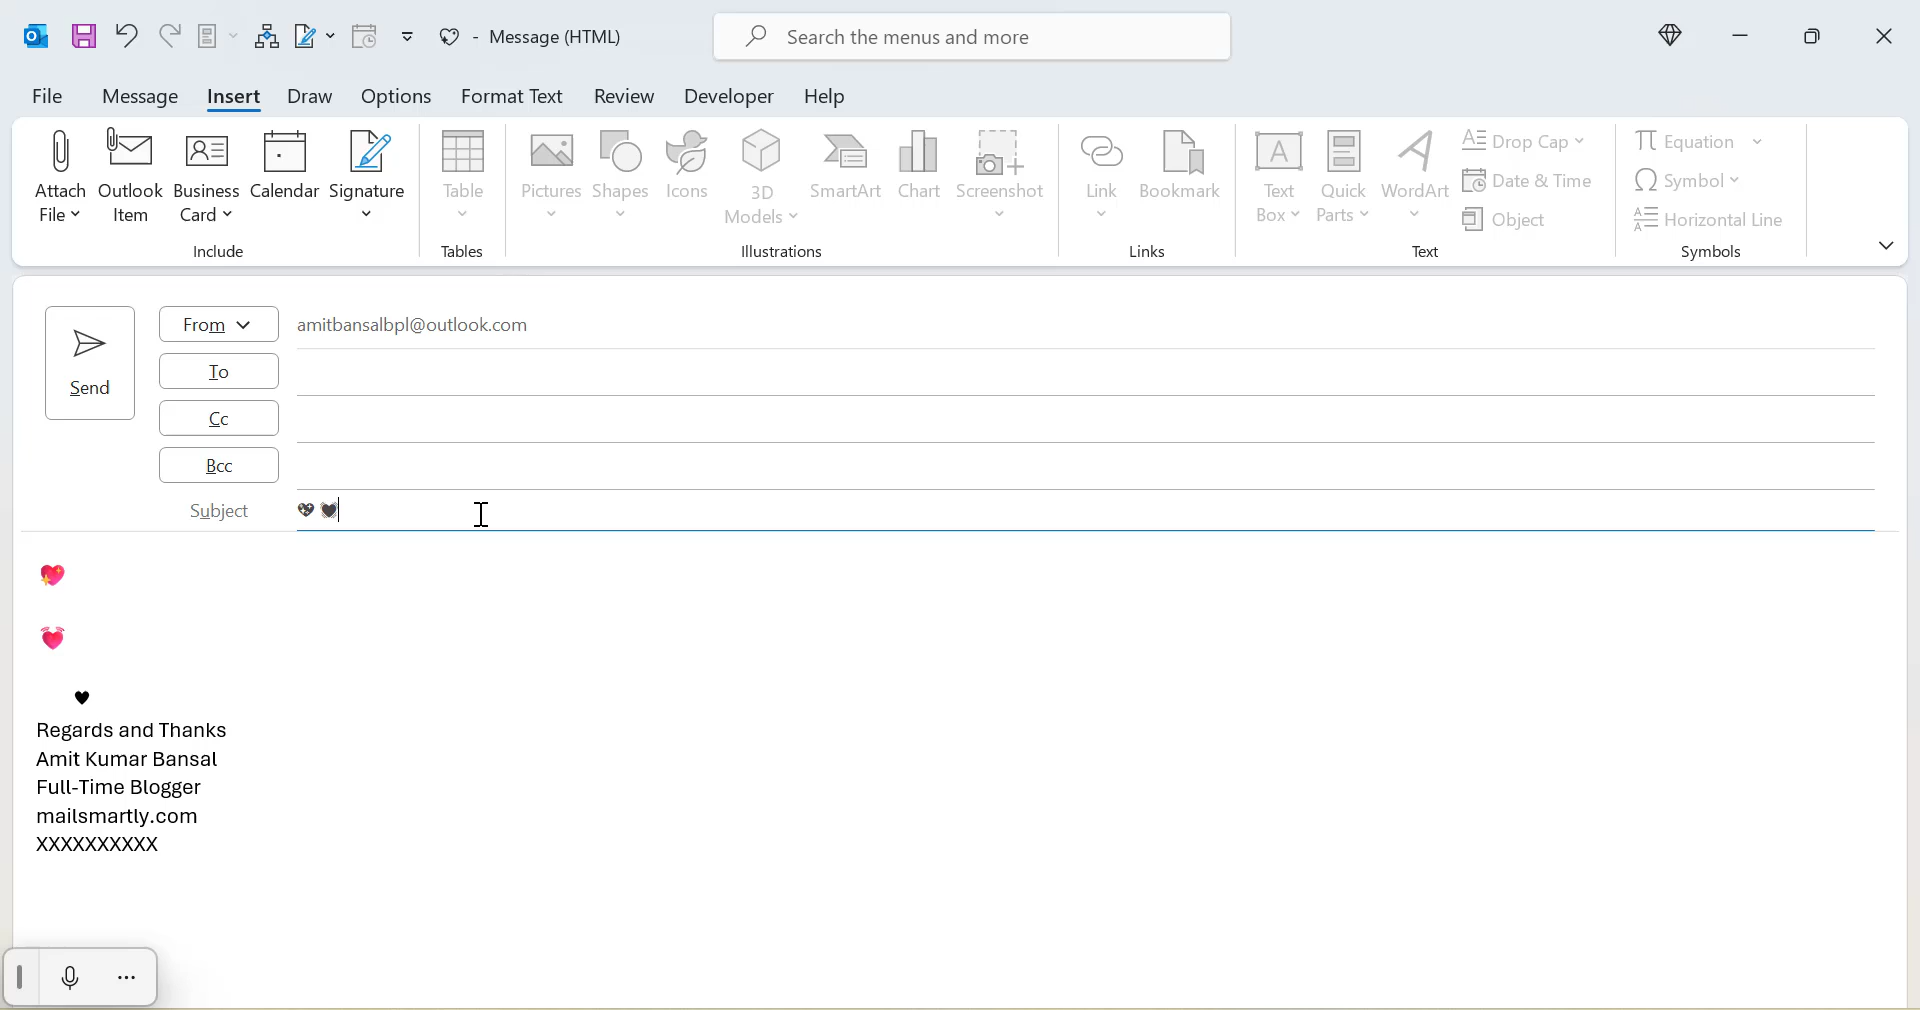 - Message (HTML)
Search the menus and more
File Message Insert Draw Options Format Text Review Developer Help
Attach File
Outlook Item
Business Card
Calendar
Signature
Include
Table
Tables
Pictures
Shapes
Icons
3D Models
SmartArt
Chart
Screenshot
Illustrations
Link
Bookmark
Links
Text Box
Quick Parts
WordArt
Drop Cap
Date & Time
Object
Text
Equation
Symbol
Horizontal Line
Symbols
Send
From
amitbansalbpl@outlook.com
To
Cc
Bcc
Subject 💖 💓
💖
💓
♥
Regards and Thanks
Amit Kumar Bansal
Full-Time Blogger
mailsmartly.com
XXXXXXXXXX